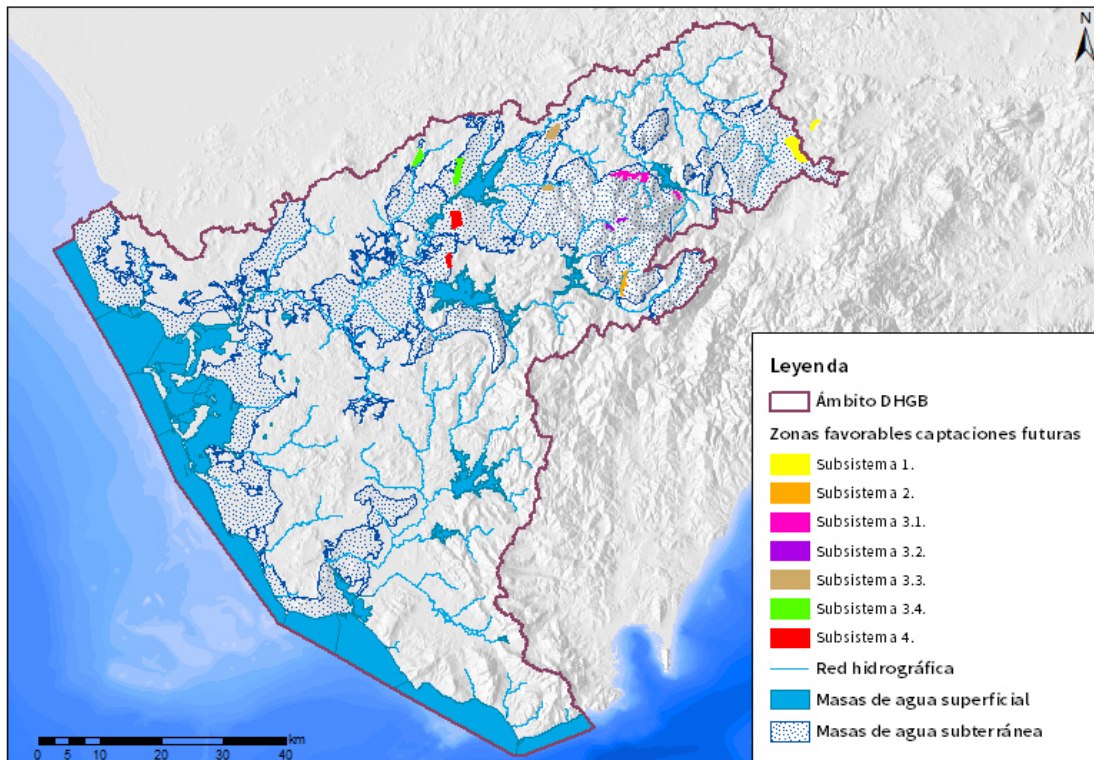 N
Leyenda
Ámbito DHGB
Zonas favorables captaciones futuras
Subsistema 1.
Subsistema 2.
Subsistema 3.1.
Subsistema 3.2.
Subsistema 3.3.
Subsistema 3.4.
Subsistema 4.
Red hidrográfica
Masas de agua superficial
Masas de agua subterránea
km
0 5 10 20 30 40